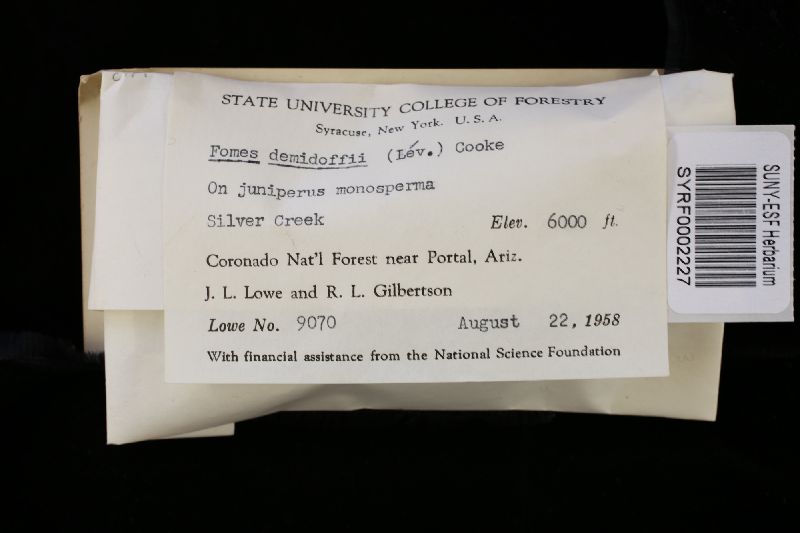 STATE UNIVERSITY COLLEGE OF FORESTRY
Syracuse, New York. U. S. A.
Fomes demidoffii (Lév.) Cooke
On juniperus monosperma
Silver Creek Elev. 6000 ft.
Coronado Nat'l Forest near Portal, Ariz.
J. L. Lowe and R. L. Gilbertson
Lowe No. 9070 August 22, 1958
With financial assistance from the National Science Foundation
SUNY-ESF Herbarium
SYRF0002227